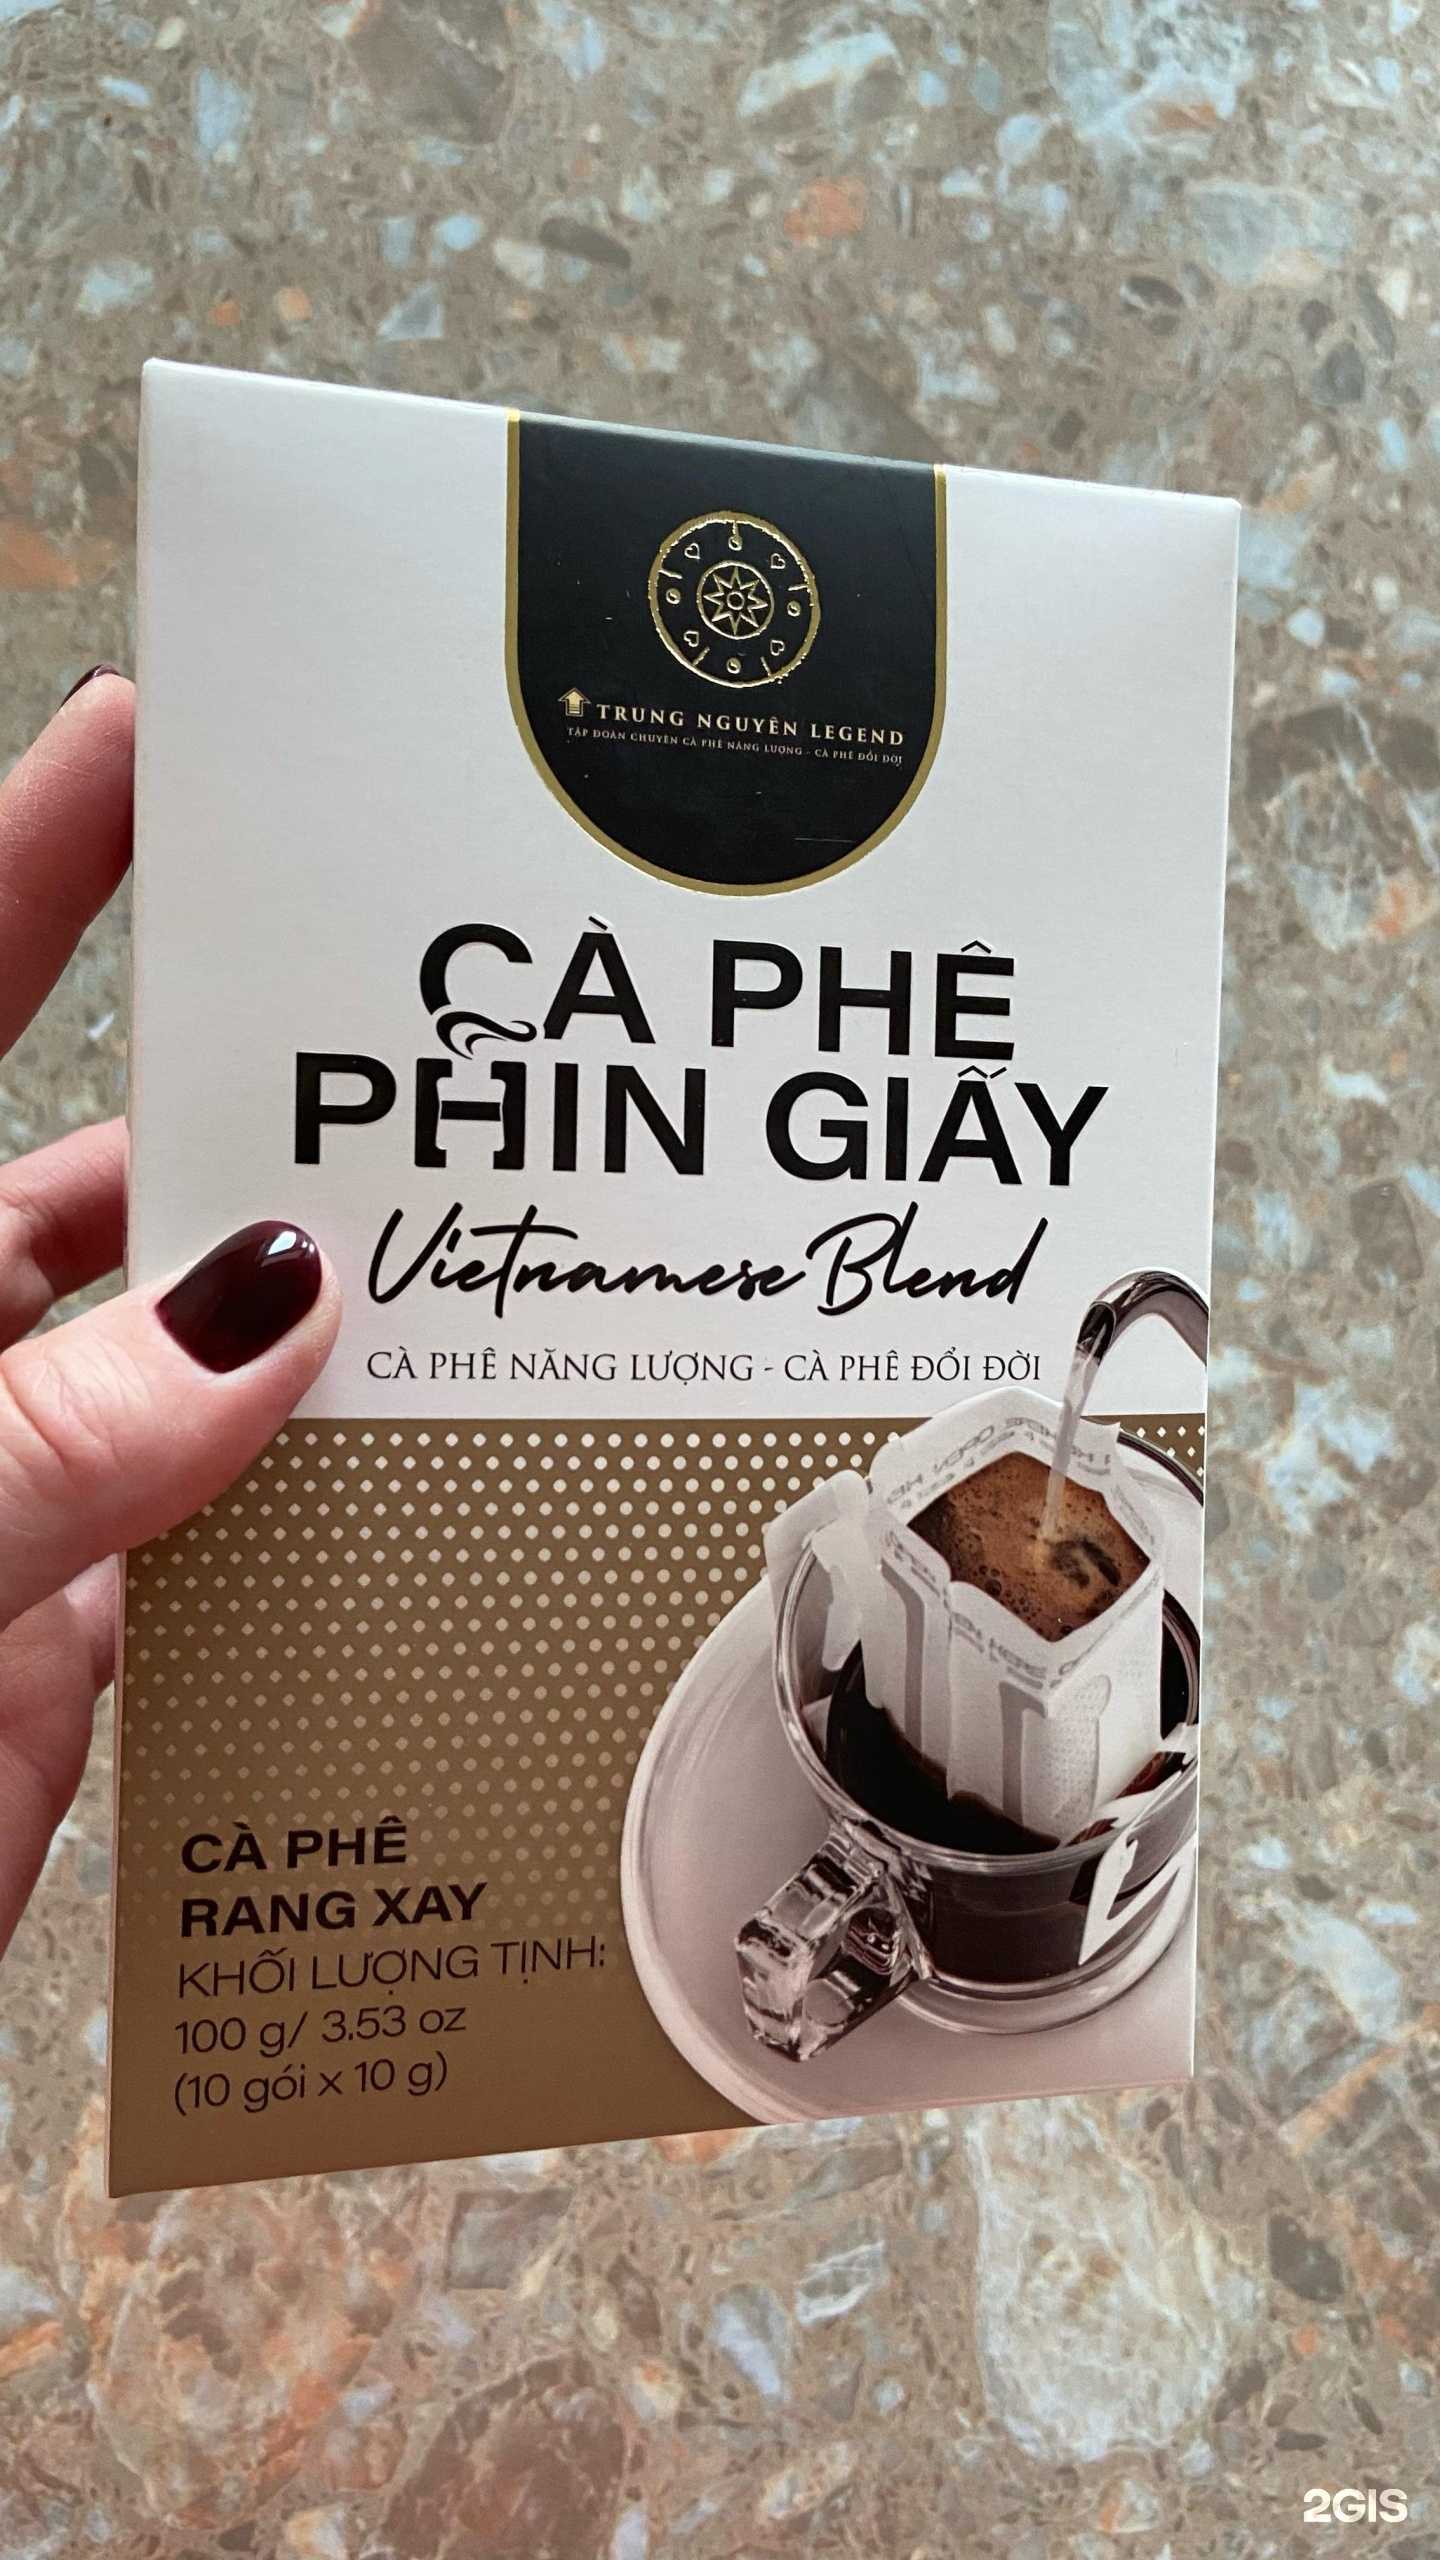 TRUNG NGUYÊN LEGEND
TẬP ĐOÀN CHUYÊN CÀ PHÊ NĂNG LƯỢNG - CÀ PHÊ ĐỔI ĐỜI
CÀ PHÊ
PHIN GIẤY
Vietnamese Blend
CÀ PHÊ NĂNG LƯỢNG - CÀ PHÊ ĐỔI ĐỜI
CÀ PHÊ
RANG XAY
KHỐI LƯỢNG TỊNH:
100 g/ 3.53 oz
(10 gói x 10 g)
2GIS